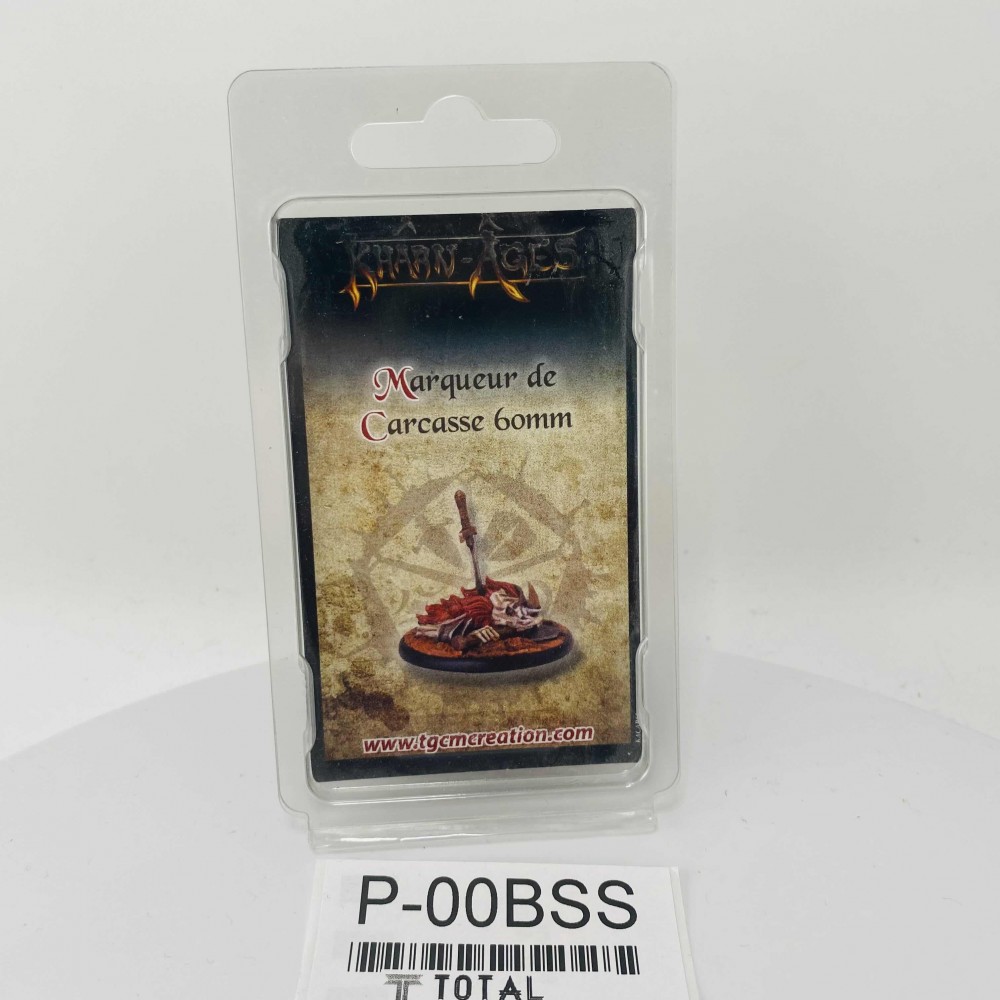 KHÂRN-ÂGES
Marqueur de
Carcasse 60mm
www.tgcmcreation.com
P-00BSS
TOTAL